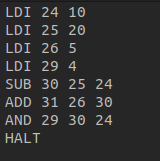 LDI 24 10
LDI 25 20
LDI 26 5
LDI 29 4
SUB 30 25 24
ADD 31 26 30
AND 29 30 24
HALT